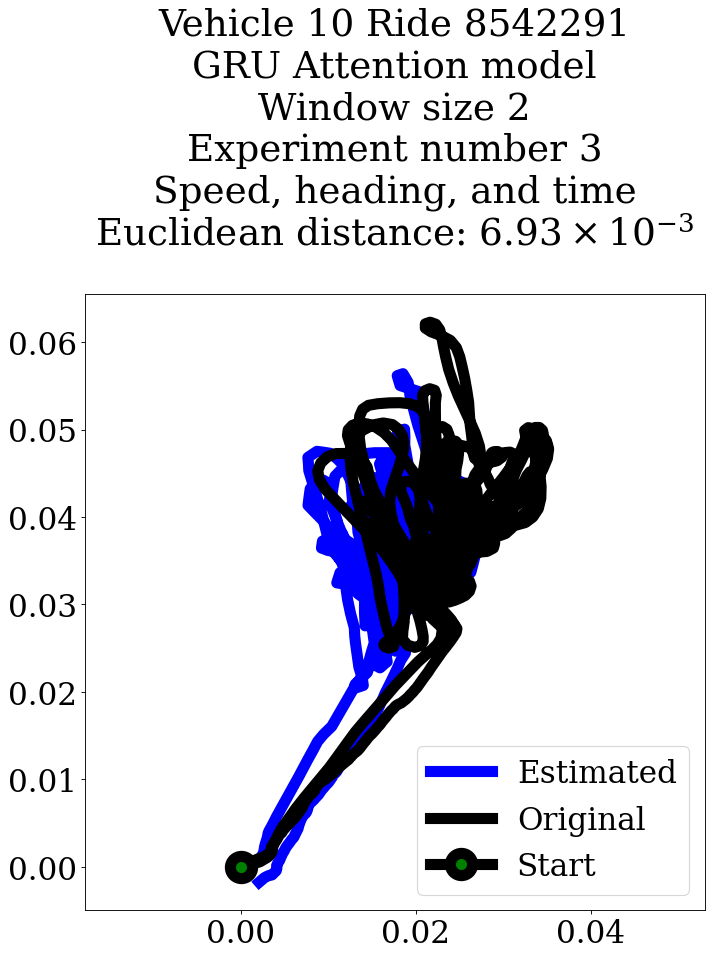 Vehicle 10 Ride 8542291
GRU Attention model
Window size 2
Experiment number 3
Speed, heading, and time
Euclidean distance: 6.93 × 10⁻³
0.06
0.05
0.04
0.03
0.02
0.01
0.00
Estimated
Original
Start
0.00 0.02 0.04